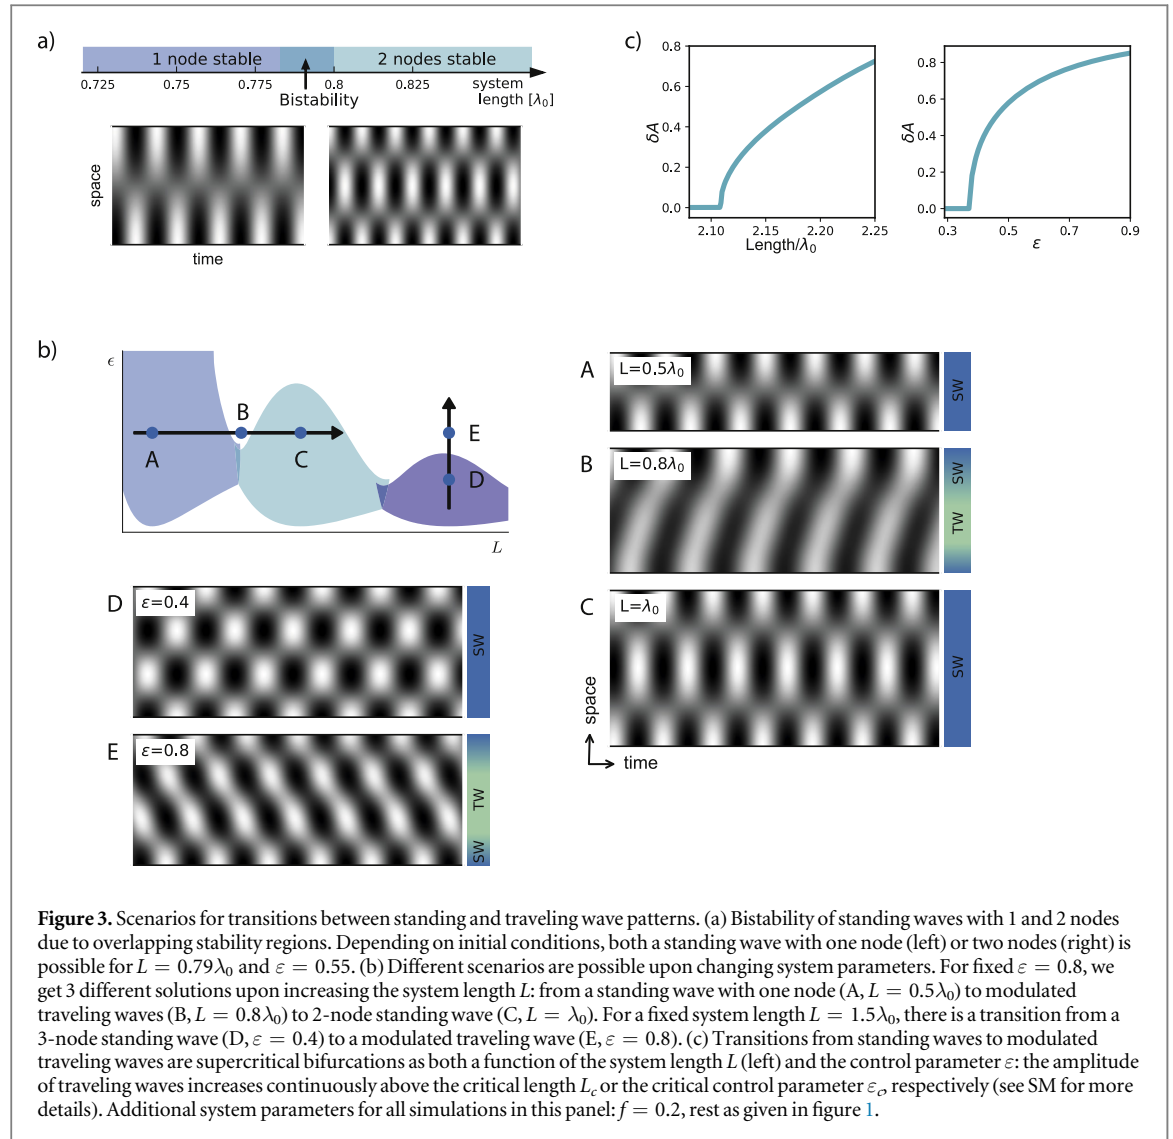 a)
1 node stable
2 nodes stable
0.725
0.75
0.775
0.8
0.825
system
length [λ₀]
Bistability
space
time
c)
0.8
0.6
0.4
0.2
0.0
δA
2.10
2.15
2.20
2.25
Length/λ₀
0.8
0.6
0.4
0.2
0.0
δA
0.3
0.5
0.7
0.9
ε
b)
ϵ
A
B
C
D
E
L
A
L=0.5λ₀
SW
B
L=0.8λ₀
SW
TW
C
L=λ₀
SW
space
time
D
ε=0.4
SW
E
ε=0.8
TW
SW
Figure 3. Scenarios for transitions between standing and traveling wave patterns. (a) Bistability of standing waves with 1 and 2 nodes
due to overlapping stability regions. Depending on initial conditions, both a standing wave with one node (left) or two nodes (right) is
possible for L = 0.79λ₀ and ε = 0.55. (b) Different scenarios are possible upon changing system parameters. For fixed ε = 0.8, we
get 3 different solutions upon increasing the system length L: from a standing wave with one node (A, L = 0.5λ₀) to modulated
traveling waves (B, L = 0.8λ₀) to 2-node standing wave (C, L = λ₀). For a fixed system length L = 1.5λ₀, there is a transition from a
3-node standing wave (D, ε = 0.4) to a modulated traveling wave (E, ε = 0.8). (c) Transitions from standing waves to modulated
traveling waves are supercritical bifurcations as both a function of the system length L (left) and the control parameter ε: the amplitude
of traveling waves increases continuously above the critical length L_c or the critical control parameter ε_c, respectively (see SM for more
details). Additional system parameters for all simulations in this panel: f = 0.2, rest as given in figure 1.